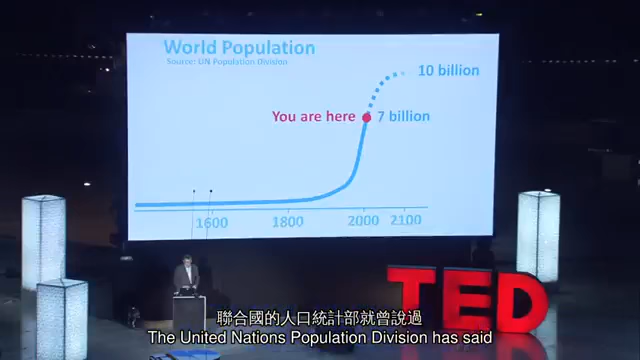 World Population
Source: UN Population Division
10 billion
You are here
7 billion
1600
1800
2000
2100
TED
聯合國的人口統計部就曾說過
The United Nations Population Division has said